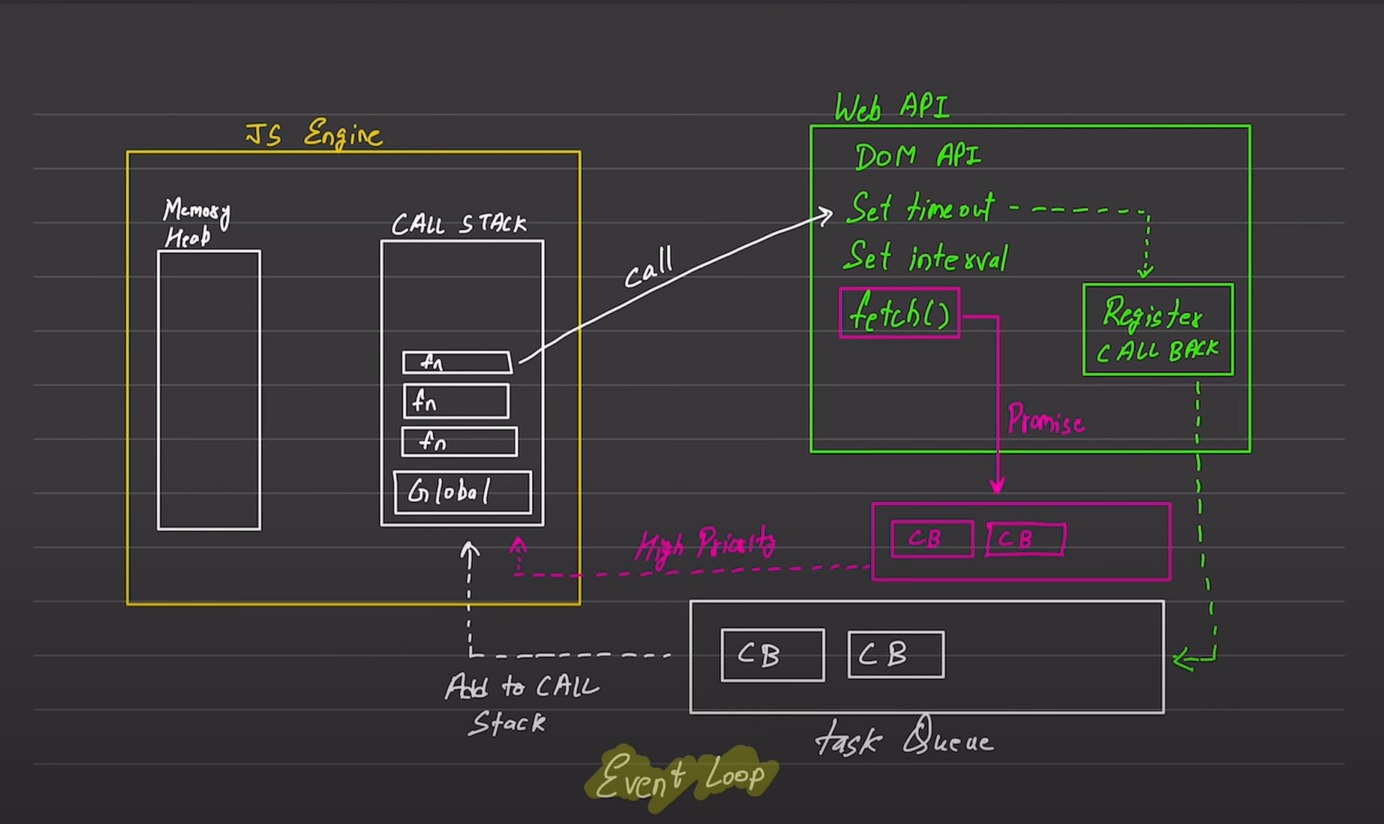 Web API
JS Engine
DOM API
Memory
Heap
CALL STACK
Set timeout
call
Set interval
fetch()
Register
CALL BACK
fn
fn
fn
Global
Promise
High Priority
CB
CB
CB
CB
Add to CALL
Stack
task Queue
Event Loop